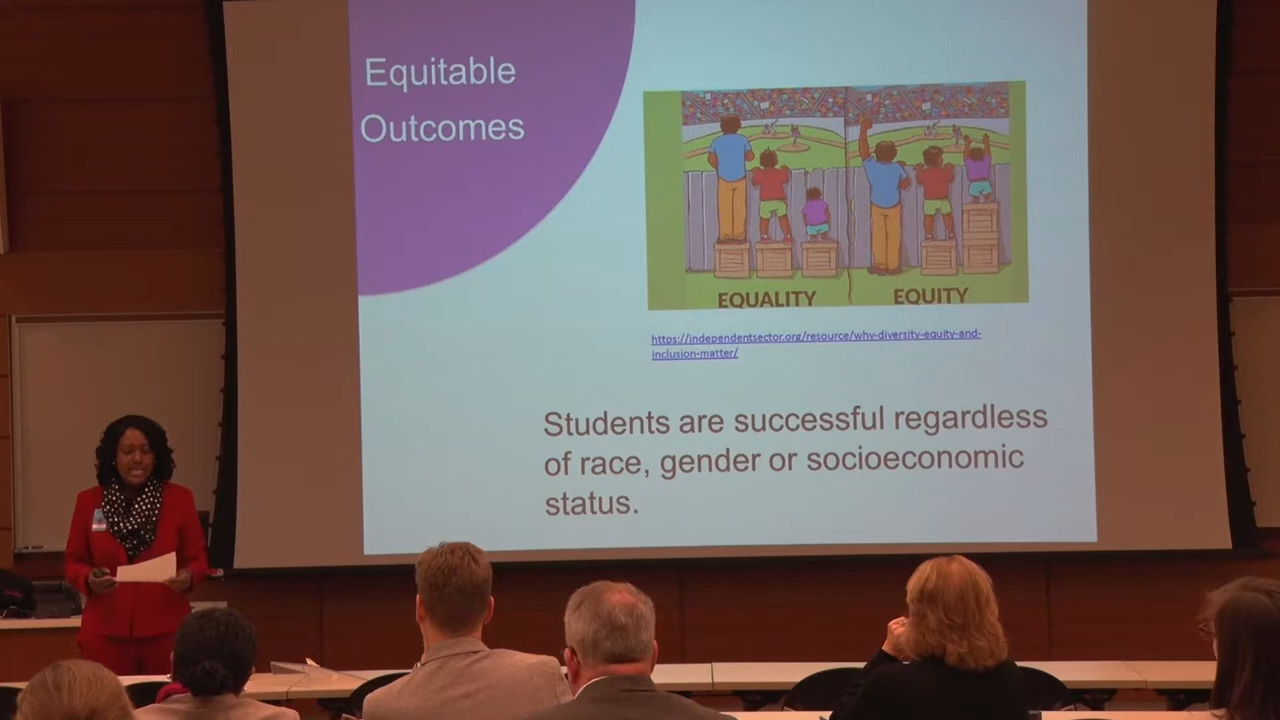 Equitable
Outcomes
EQUALITY
EQUITY
https://independentsector.org/resource/why-diversity-equity-and-
inclusion-matter/
Students are successful regardless
of race, gender or socioeconomic
status.